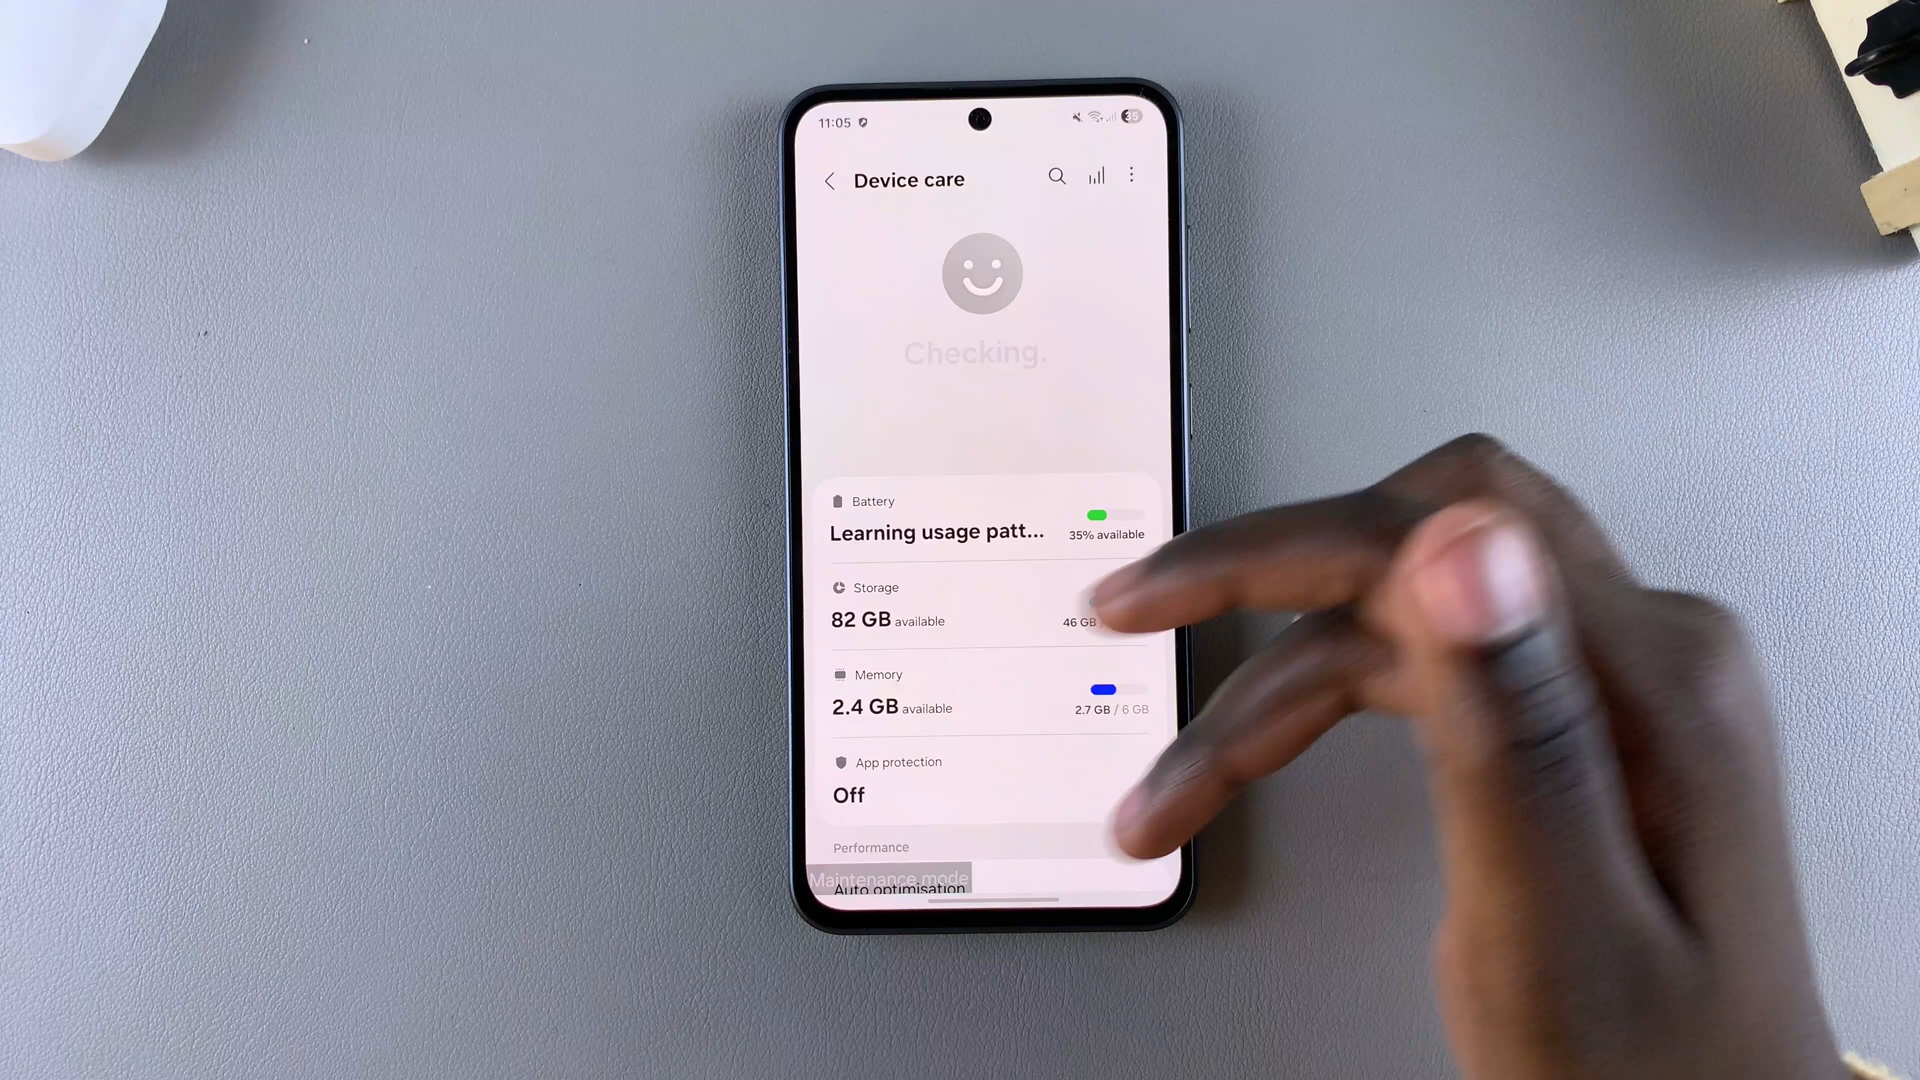 11:05
35
Device care
Checking.
Battery
Learning usage patt...
35% available
Storage
82 GB available
46 GB
Memory
2.4 GB available
2.7 GB / 6 GB
App protection
Off
Performance
Maintenance mode
Auto optimisation